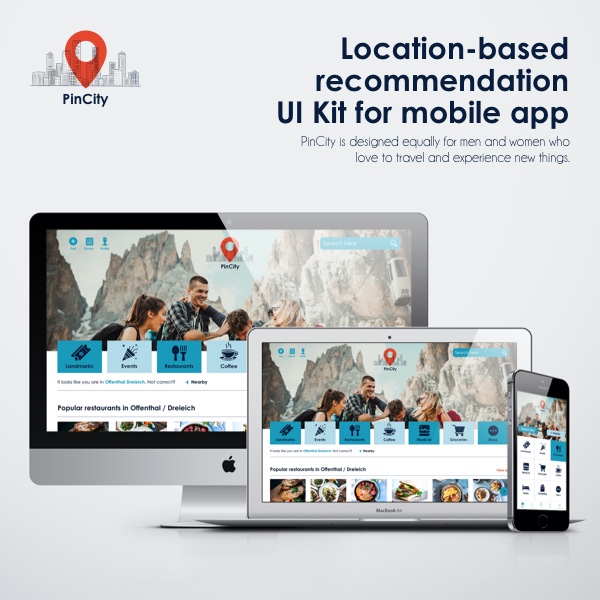 PinCity
Location-based
recommendation
UI Kit for mobile app
PinCity is designed equally for men and women who
love to travel and experience new things.
PinCity
Search here
Landmarks
Events
Restaurants
Coffee
It looks like you are in Offenthal Dreieich. Not correct? Nearby
Popular restaurants in Offenthal / Dreieich
PinCity
Search here
Landmarks
Events
Restaurants
Coffee
Medical
Groceries
More
It looks like you are in Offenthal Dreieich. Not correct? Nearby
Popular restaurants in Offenthal / Dreieich
MacBook Air